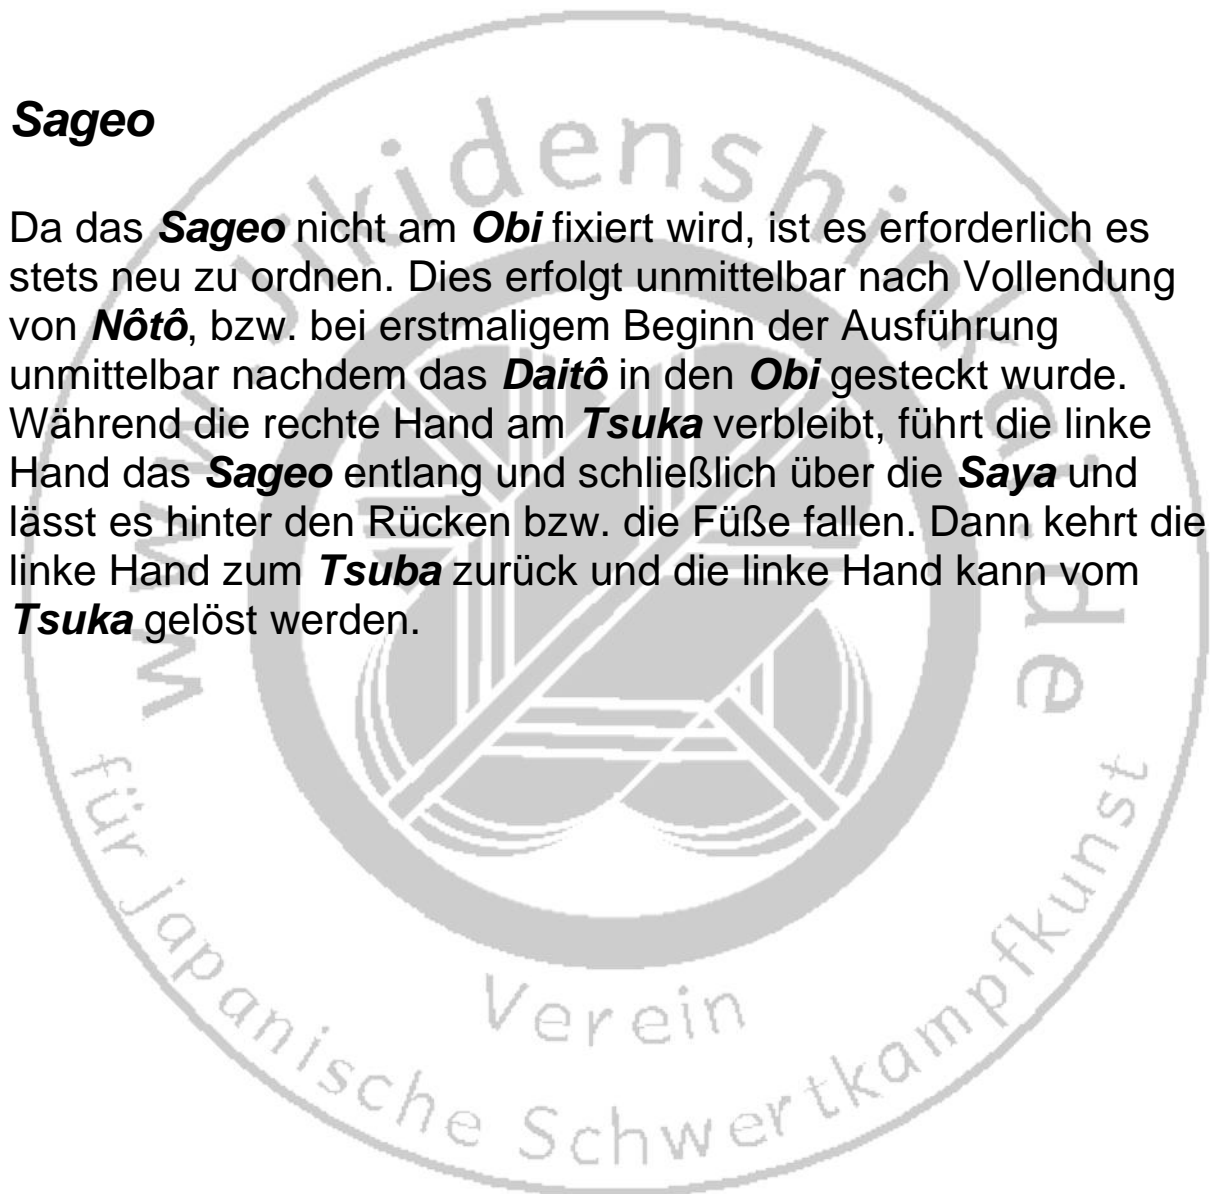 Sageo
Da das Sageo nicht am Obi fixiert wird, ist es erforderlich es
stets neu zu ordnen. Dies erfolgt unmittelbar nach Vollendung
von Nôtô, bzw. bei erstmaligem Beginn der Ausführung
unmittelbar nachdem das Daitô in den Obi gesteckt wurde.
Während die rechte Hand am Tsuka verbleibt, führt die linke
Hand das Sageo entlang und schließlich über die Saya und
lässt es hinter den Rücken bzw. die Füße fallen. Dann kehrt die
linke Hand zum Tsuba zurück und die linke Hand kann vom
Tsuka gelöst werden.
www.jikidenshinkai.de
Verein
für japanische Schwertkampfkunst